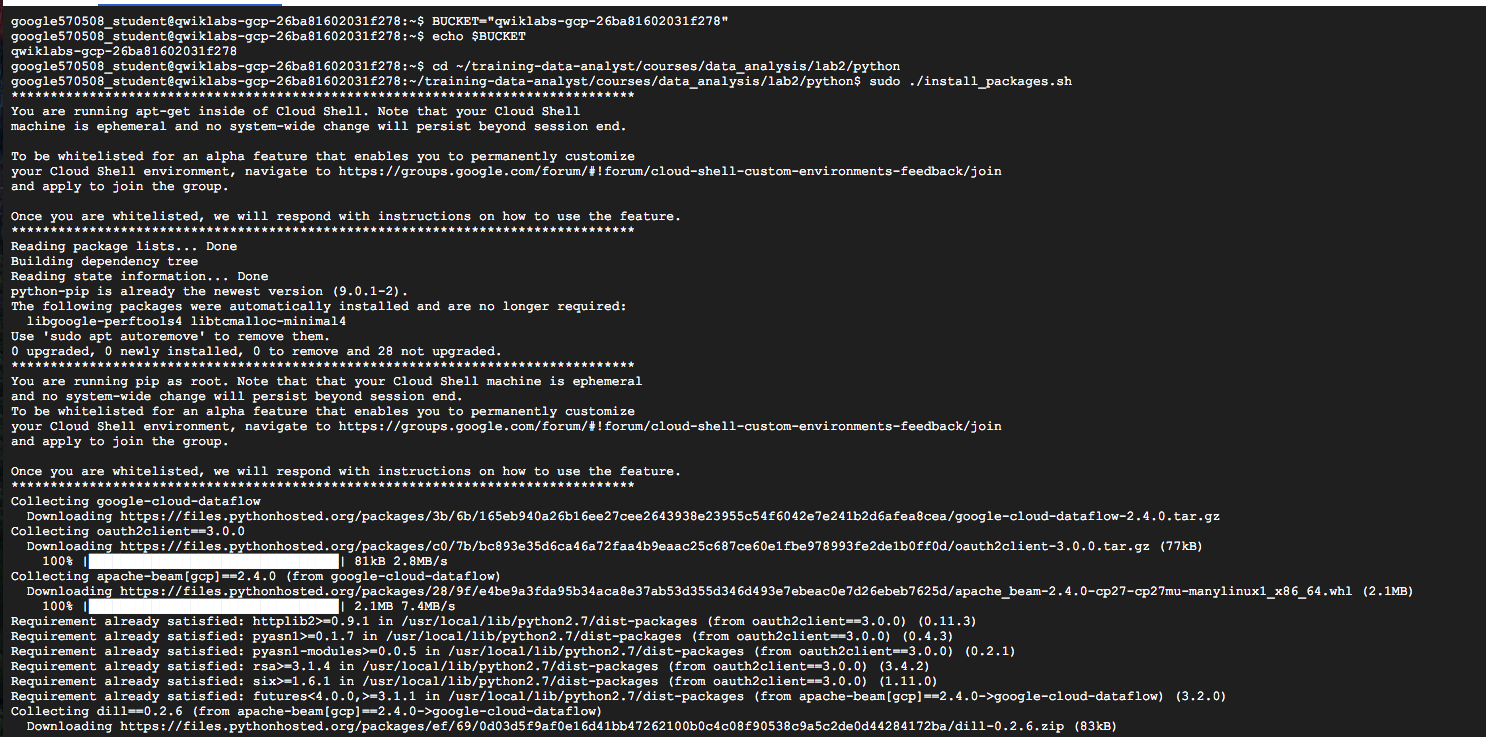 google570508_student@qwiklabs-gcp-26ba81602031f278:~$ BUCKET="qwiklabs-gcp-26ba81602031f278"
google570508_student@qwiklabs-gcp-26ba81602031f278:~$ echo $BUCKET
qwiklabs-gcp-26ba81602031f278
google570508_student@qwiklabs-gcp-26ba81602031f278:~$ cd ~/training-data-analyst/courses/data_analysis/lab2/python
google570508_student@qwiklabs-gcp-26ba81602031f278:~/training-data-analyst/courses/data_analysis/lab2/python$ sudo ./install_packages.sh
********************************************************************************
You are running apt-get inside of Cloud Shell. Note that your Cloud Shell
machine is ephemeral and no system-wide change will persist beyond session end.

To be whitelisted for an alpha feature that enables you to permanently customize
your Cloud Shell environment, navigate to https://groups.google.com/forum/#!forum/cloud-shell-custom-environments-feedback/join
and apply to join the group.

Once you are whitelisted, we will respond with instructions on how to use the feature.
********************************************************************************
Reading package lists... Done
Building dependency tree
Reading state information... Done
python-pip is already the newest version (9.0.1-2).
The following packages were automatically installed and are no longer required:
  libgoogle-perftools4 libtcmalloc-minimal4
Use 'sudo apt autoremove' to remove them.
0 upgraded, 0 newly installed, 0 to remove and 28 not upgraded.
********************************************************************************
You are running pip as root. Note that that your Cloud Shell machine is ephemeral
and no system-wide change will persist beyond session end.
To be whitelisted for an alpha feature that enables you to permanently customize
your Cloud Shell environment, navigate to https://groups.google.com/forum/#!forum/cloud-shell-custom-environments-feedback/join
and apply to join the group.

Once you are whitelisted, we will respond with instructions on how to use the feature.
********************************************************************************
Collecting google-cloud-dataflow
  Downloading https://files.pythonhosted.org/packages/3b/6b/165eb940a26b16ee27cee2643938e23955c54f6042e7e241b2d6afea8cea/google-cloud-dataflow-2.4.0.tar.gz
Collecting oauth2client==3.0.0
  Downloading https://files.pythonhosted.org/packages/c0/7b/bc893e35d6ca46a72faa4b9eaac25c687ce60e1fbe978993fe2de1b0ff0d/oauth2client-3.0.0.tar.gz (77kB)
    100% |████████████████████████████████| 81kB 2.8MB/s
Collecting apache-beam[gcp]==2.4.0 (from google-cloud-dataflow)
  Downloading https://files.pythonhosted.org/packages/28/9f/e4be9a3fda95b34aca8e37ab53d355d346d493e7ebeac0e7d26ebeb7625d/apache_beam-2.4.0-cp27-cp27mu-manylinux1_x86_64.whl (2.1MB)
    100% |████████████████████████████████| 2.1MB 7.4MB/s
Requirement already satisfied: httplib2>=0.9.1 in /usr/local/lib/python2.7/dist-packages (from oauth2client==3.0.0) (0.11.3)
Requirement already satisfied: pyasn1>=0.1.7 in /usr/local/lib/python2.7/dist-packages (from oauth2client==3.0.0) (0.4.3)
Requirement already satisfied: pyasn1-modules>=0.0.5 in /usr/local/lib/python2.7/dist-packages (from oauth2client==3.0.0) (0.2.1)
Requirement already satisfied: rsa>=3.1.4 in /usr/local/lib/python2.7/dist-packages (from oauth2client==3.0.0) (3.4.2)
Requirement already satisfied: six>=1.6.1 in /usr/local/lib/python2.7/dist-packages (from oauth2client==3.0.0) (1.11.0)
Requirement already satisfied: futures<4.0.0,>=3.1.1 in /usr/local/lib/python2.7/dist-packages (from apache-beam[gcp]==2.4.0->google-cloud-dataflow) (3.2.0)
Collecting dill==0.2.6 (from apache-beam[gcp]==2.4.0->google-cloud-dataflow)
  Downloading https://files.pythonhosted.org/packages/ef/69/0d03d5f9af0e16d41bb47262100b0c4c08f90538c9a5c2de0d44284172ba/dill-0.2.6.zip (83kB)